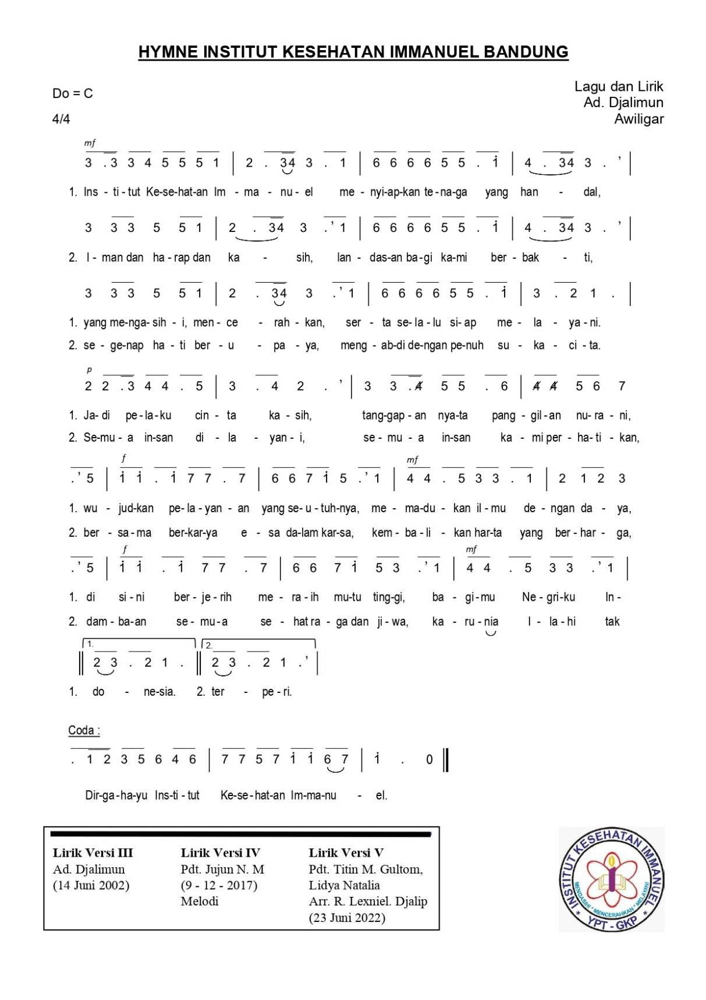 HYMNE INSTITUT KESEHATAN IMMANUEL BANDUNG
Do = C
4/4
Lagu dan Lirik
Ad. Djalimun
Awiligar
mf
3 . 3 3 4 5 5 5 1 | 2 . 3 4 3 . 1 | 6 6 6 6 5 5 . i | 4 . 3 4 3 . ’ |
1. Ins - ti - tut Ke-se-hat-an Im - ma - nu - el me - nyi-ap-kan te - na-ga yang han - dal,
3 3 3 5 5 1 | 2 . 3 4 3 . ’ 1 | 6 6 6 6 5 5 . i | 4 . 3 4 3 . ’ |
2. I - man dan ha - rap dan ka - sih, lan - das-an ba-gi ka-mi ber - bak - ti,
3 3 3 5 5 1 | 2 . 3 4 3 . ’ 1 | 6 6 6 6 5 5 . i | 3 . 2 1 . |
1. yang me-nga- sih - i, men - ce - rah - kan, ser - ta se- la - lu si- ap me - la - ya - ni.
2. se - ge-nap ha - ti ber - u - pa - ya, meng - ab-di de-ngan pe-nuh su - ka - ci - ta.
p
2 2 . 3 4 4 . 5 | 3 . 4 2 . ’ | 3 3 . 4̸ 5 5 . 6 | 4̸ 4̸ 5 6 7
1. Ja- di pe - la - ku cin - ta ka - sih, tang-gap - an nya-ta pang - gil - an nu- ra - ni,
2. Se-mu - a in-san di - la - yan - i, se - mu - a in-san ka - mi per - ha- ti - kan,
f mf
. ’ 5 | i i . i 7 7 . 7 | 6 6 7 i 5 . ’ 1 | 4 4 . 5 3 3 . 1 | 2 1 2 3
1. wu - jud-kan pe- la - yan - an yang se- u - tuh-nya, me - ma-du - kan il - mu de - ngan da - ya,
2. ber - sa - ma ber-kar-ya e - sa da-lam kar-sa, kem - ba - li - kan har-ta yang ber - har - ga,
f mf
. ’ 5 | i i . i 7 7 . 7 | 6 6 7 i 5 3 . ’ 1 | 4 4 . 5 3 3 . ’ 1 |
1. di si - ni ber - je - rih me - ra - ih mu-tu ting-gi, ba - gi - mu Ne - gri-ku In -
2. dam - ba-an se - mu-a se - hat ra - ga dan ji - wa, ka - ru - nia I - la - hi tak
1. 2.
|| 2 3 . 2 1 . || 2 3 . 2 1 . ’ |
1. do - ne-sia. 2. ter - pe - ri.
Coda :
. 1 2 3 5 6 4 6 | 7 7 5 7 i i 6 7 | i . 0 ||
Dir-ga-ha-yu Ins-ti - tut Ke-se-hat-an Im-ma-nu - el.
Lirik Versi III Lirik Versi IV Lirik Versi V
Ad. Djalimun Pdt. Jujun N. M Pdt. Titin M. Gultom,
(14 Juni 2002) (9 - 12 - 2017) Lidya Natalia
Melodi Arr. R. Lexniel. Djalip
(23 Juni 2022)
INSTITUT KESEHATAN IMMANUEL
MENGASIHI * MENCERAHKAN * MELAYANI
* YPT - GKP *